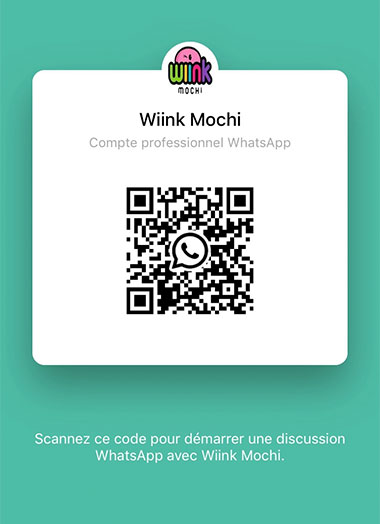 wiink
MOCHI
Wiink Mochi
Compte professionnel WhatsApp
Scannez ce code pour démarrer une discussion
WhatsApp avec Wiink Mochi.